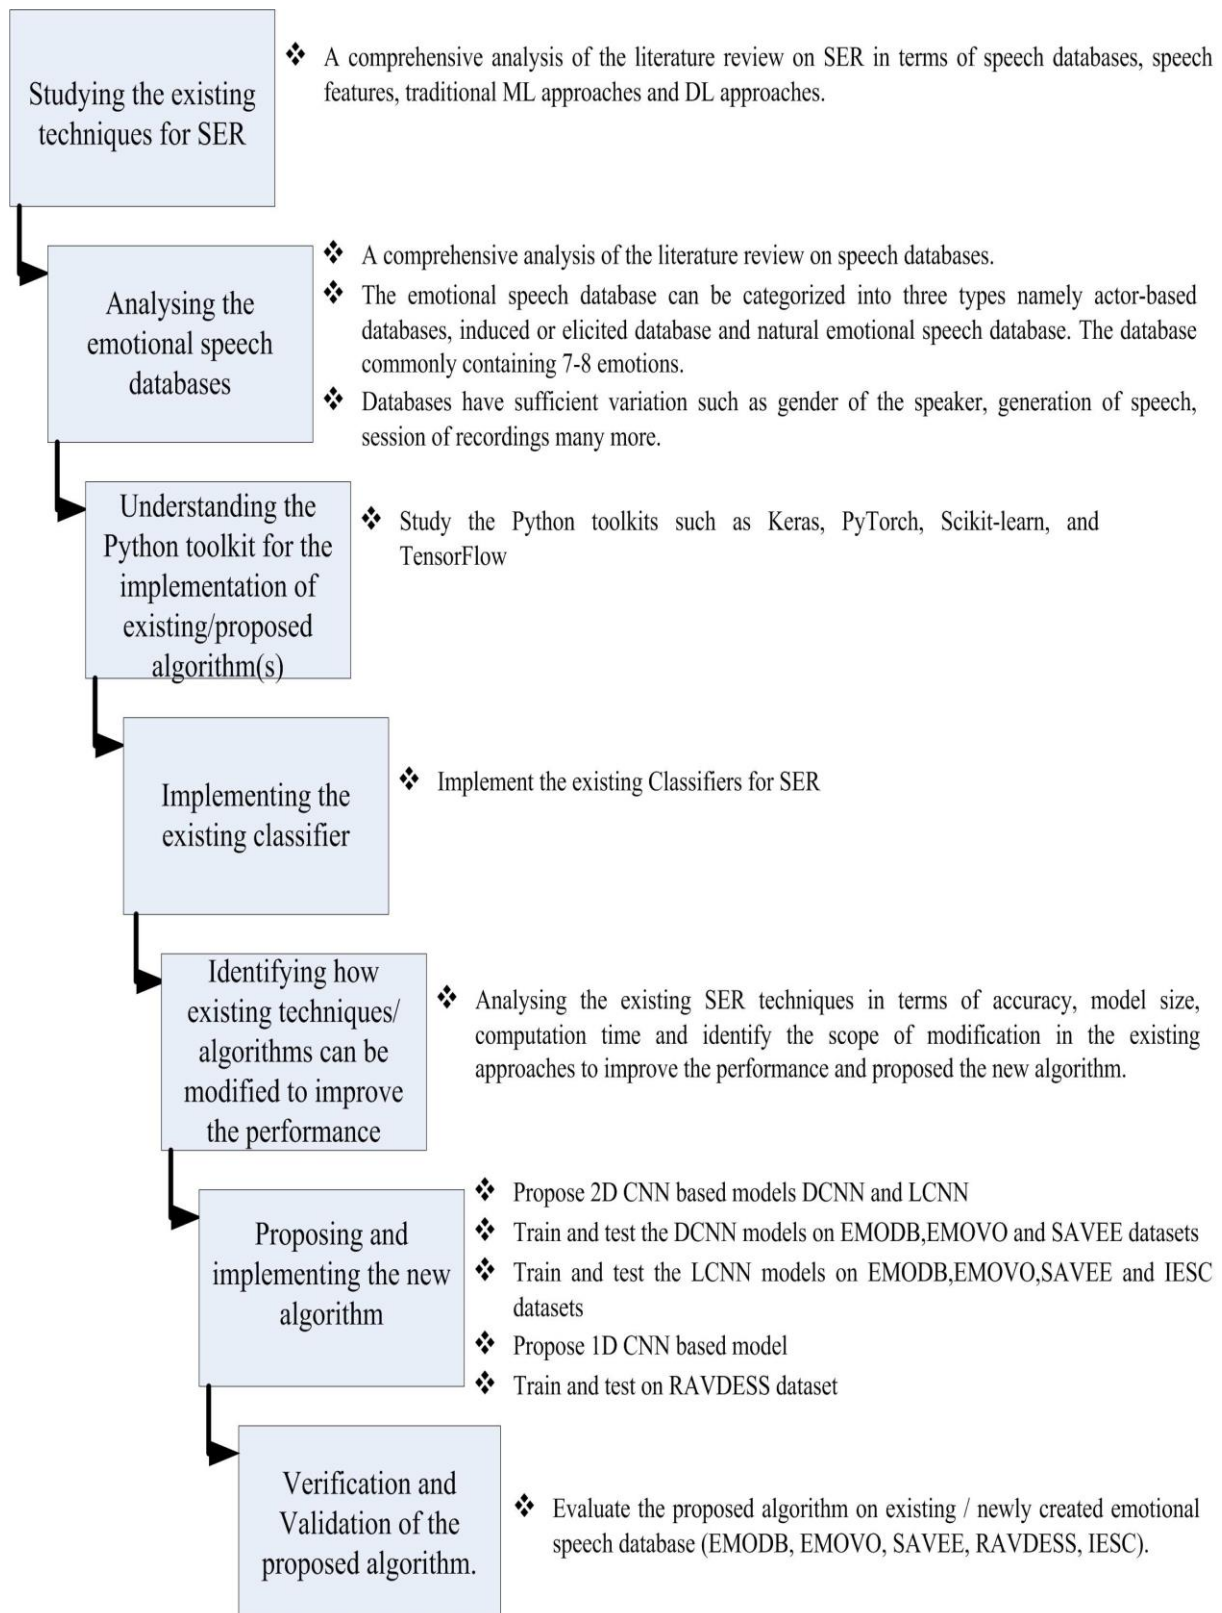 Studying the existing
techniques for SER
❖ A comprehensive analysis of the literature review on SER in terms of speech databases, speech
features, traditional ML approaches and DL approaches.
Analysing the
emotional speech
databases
❖ A comprehensive analysis of the literature review on speech databases.
❖ The emotional speech database can be categorized into three types namely actor-based
databases, induced or elicited database and natural emotional speech database. The database
commonly containing 7-8 emotions.
❖ Databases have sufficient variation such as gender of the speaker, generation of speech,
session of recordings many more.
Understanding the
Python toolkit for the
implementation of
existing/proposed
algorithm(s)
❖ Study the Python toolkits such as Keras, PyTorch, Scikit-learn, and
TensorFlow
Implementing the
existing classifier
❖ Implement the existing Classifiers for SER
Identifying how
existing techniques/
algorithms can be
modified to improve
the performance
❖ Analysing the existing SER techniques in terms of accuracy, model size,
computation time and identify the scope of modification in the existing
approaches to improve the performance and proposed the new algorithm.
Proposing and
implementing the new
algorithm
❖ Propose 2D CNN based models DCNN and LCNN
❖ Train and test the DCNN models on EMODB,EMOVO and SAVEE datasets
❖ Train and test the LCNN models on EMODB,EMOVO,SAVEE and IESC
datasets
❖ Propose 1D CNN based model
❖ Train and test on RAVDESS dataset
Verification and
Validation of the
proposed algorithm.
❖ Evaluate the proposed algorithm on existing / newly created emotional
speech database (EMODB, EMOVO, SAVEE, RAVDESS, IESC).